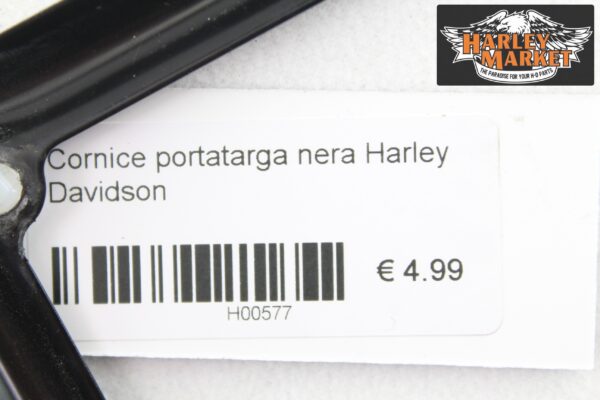 HARLEY
MARKET
THE PARADISE FOR YOUR H-D PARTS
Cornice portatarga nera Harley
Davidson
€ 4.99
H00577